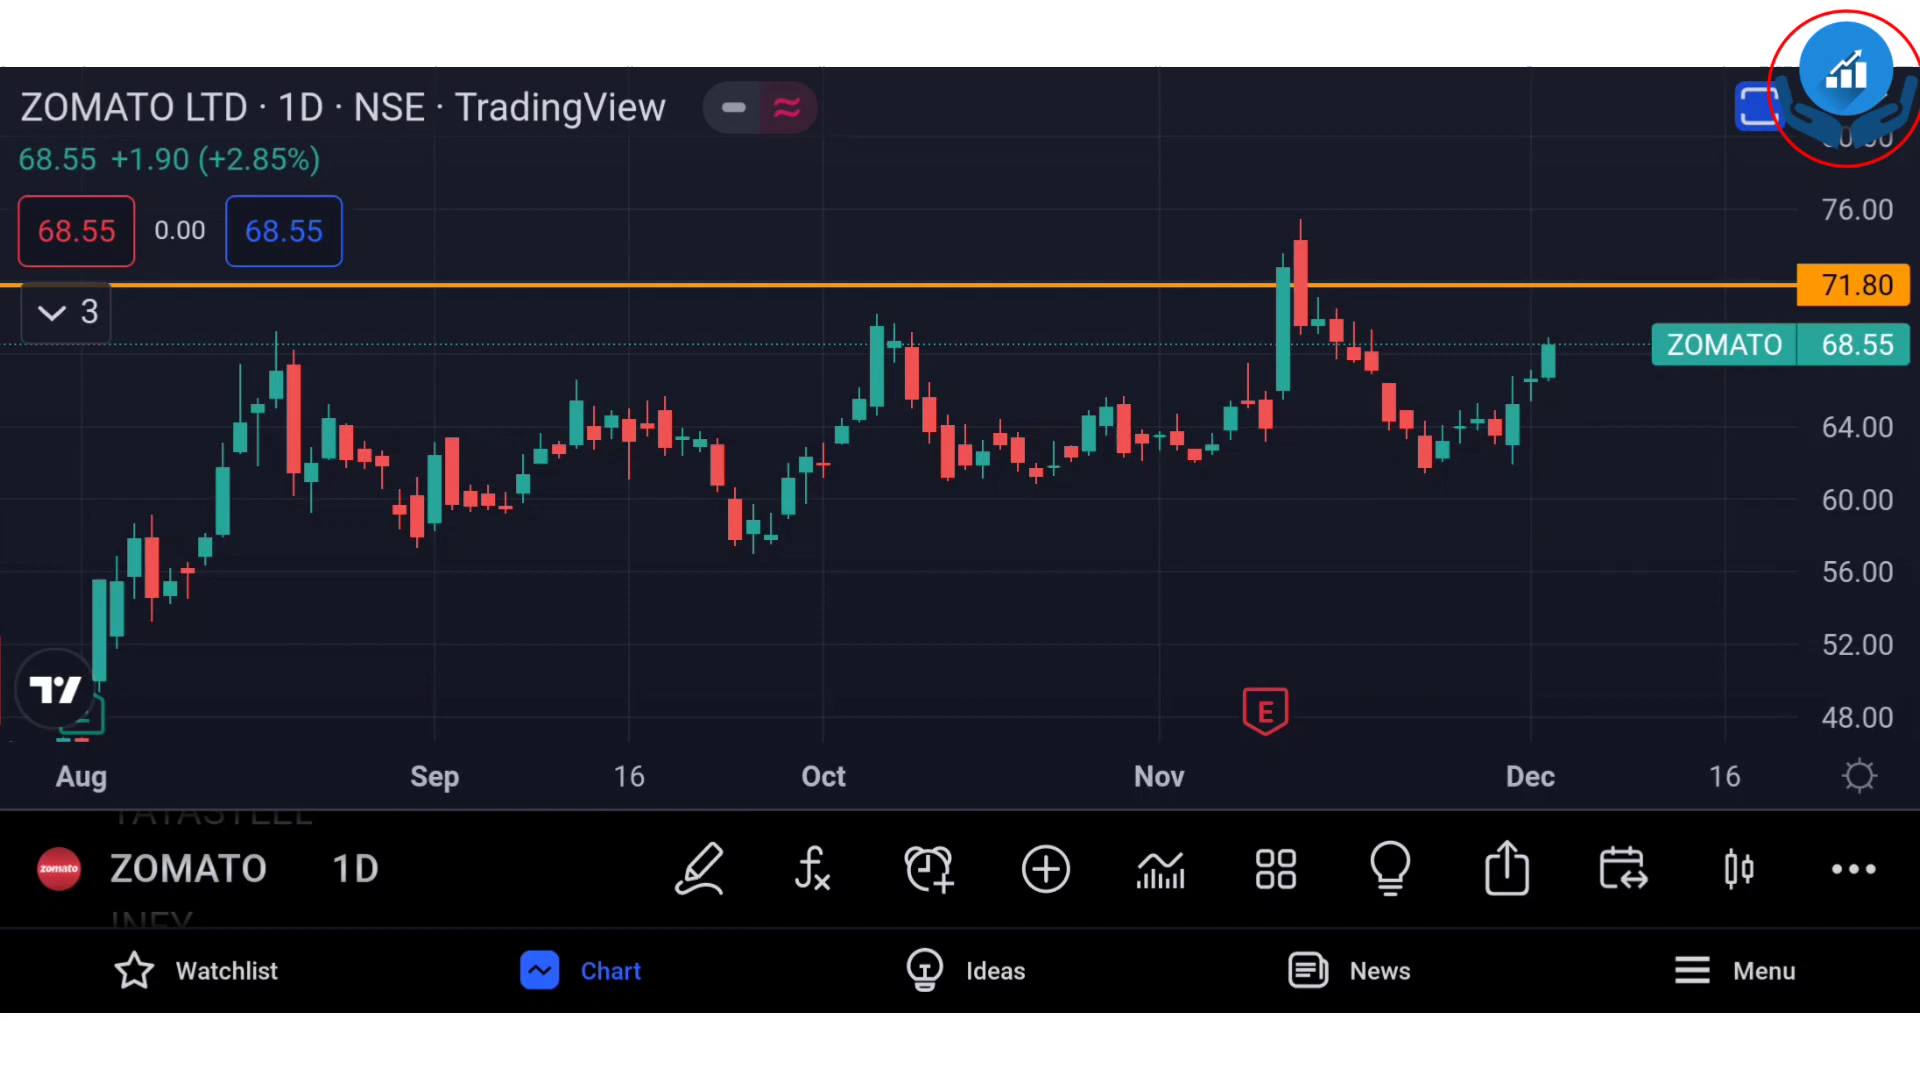 ZOMATO LTD · 1D · NSE · TradingView
68.55 +1.90 (+2.85%)
68.55 0.00 68.55
3
76.00
71.80
ZOMATO 68.55
64.00
60.00
56.00
52.00
48.00
E
Aug Sep 16 Oct Nov Dec 16
zomato ZOMATO 1D
Watchlist Chart Ideas News Menu